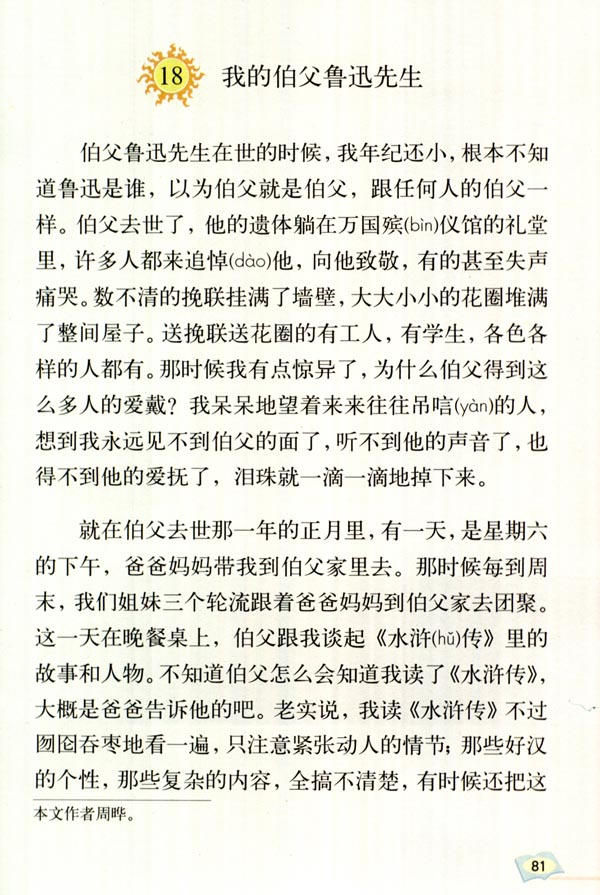 18 我的伯父鲁迅先生
伯父鲁迅先生在世的时候，我年纪还小，根本不知
道鲁迅是谁，以为伯父就是伯父，跟任何人的伯父一
样。伯父去世了，他的遗体躺在万国殡(bìn)仪馆的礼堂
里，许多人都来追悼(dào)他，向他致敬，有的甚至失声
痛哭。数不清的挽联挂满了墙壁，大大小小的花圈堆满
了整间屋子。送挽联送花圈的有工人，有学生，各色各
样的人都有。那时候我有点惊异了，为什么伯父得到这
么多人的爱戴？我呆呆地望着来来往往吊唁(yàn)的人，
想到我永远见不到伯父的面了，听不到他的声音了，也
得不到他的爱抚了，泪珠就一滴一滴地掉下来。
就在伯父去世那一年的正月里，有一天，是星期六
的下午，爸爸妈妈带我到伯父家里去。那时候每到周
末，我们姐妹三个轮流跟着爸爸妈妈到伯父家去团聚。
这一天在晚餐桌上，伯父跟我谈起《水浒(hǔ)传》里的
故事和人物。不知道伯父怎么会知道我读了《水浒传》，
大概是爸爸告诉他的吧。老实说，我读《水浒传》不过
囫囵吞枣地看一遍，只注意紧张动人的情节；那些好汉
的个性，那些复杂的内容，全搞不清楚，有时候还把这
本文作者周晔。
81